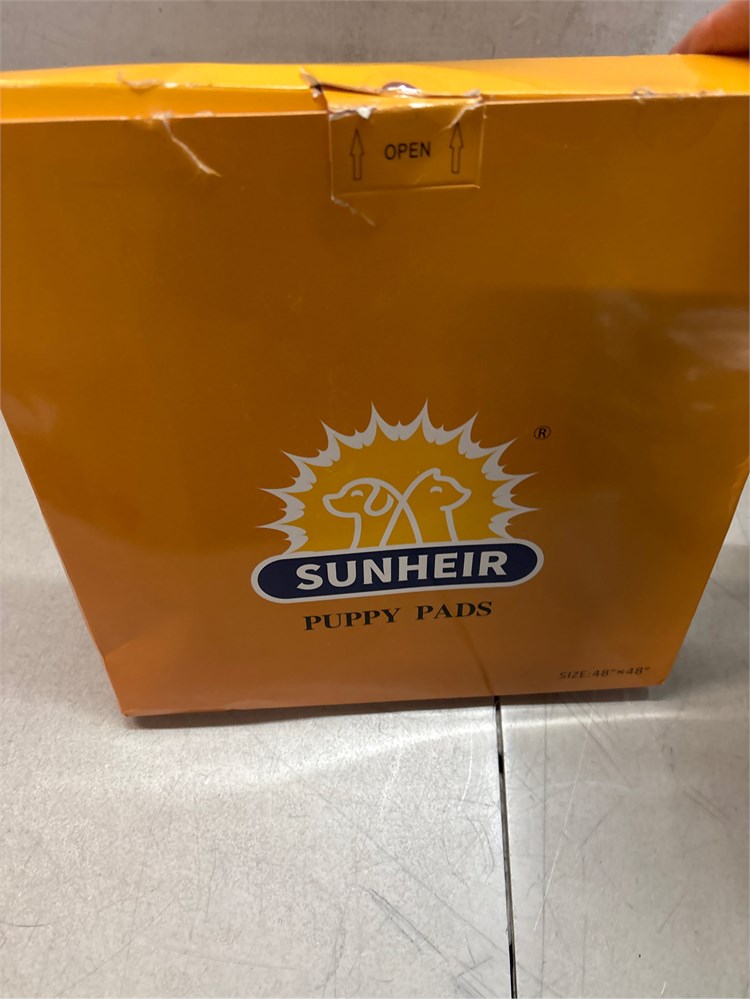 OPEN
®
SUNHEIR
PUPPY PADS
SIZE:48"×48"